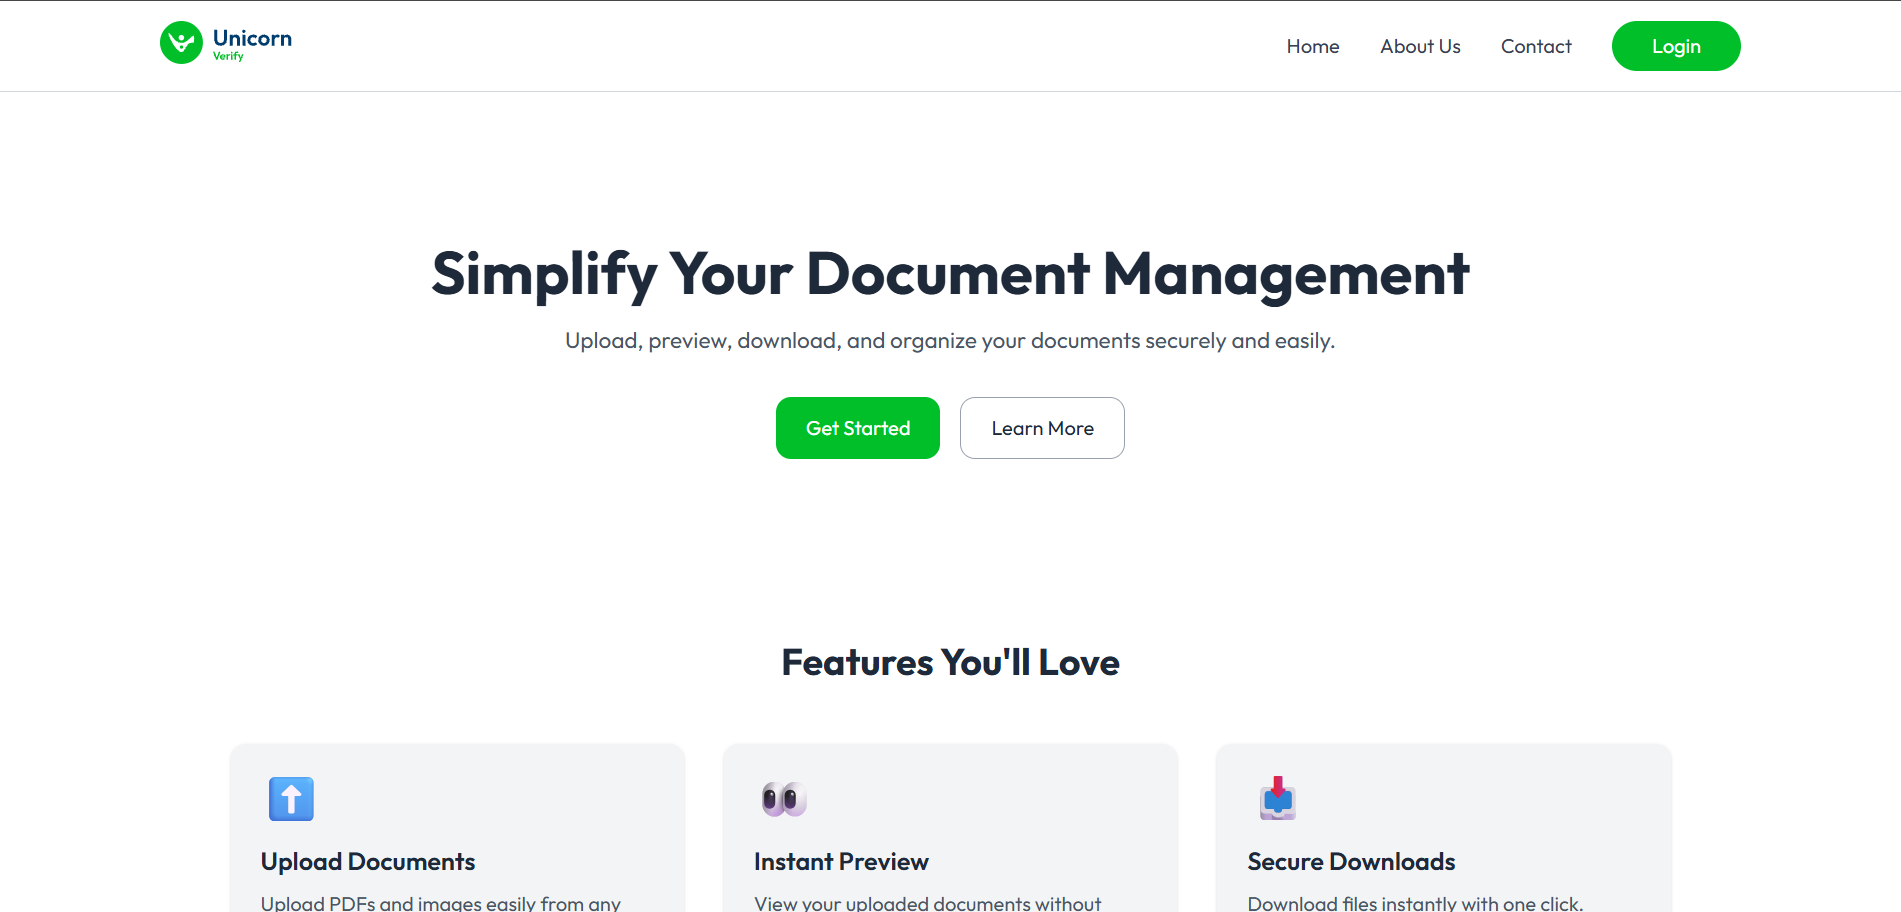 Unicorn
Verify
Home
About Us
Contact
Login
Simplify Your Document Management
Upload, preview, download, and organize your documents securely and easily.
Get Started
Learn More
Features You'll Love
Upload Documents
Upload PDFs and images easily from any
Instant Preview
View your uploaded documents without
Secure Downloads
Download files instantly with one click.